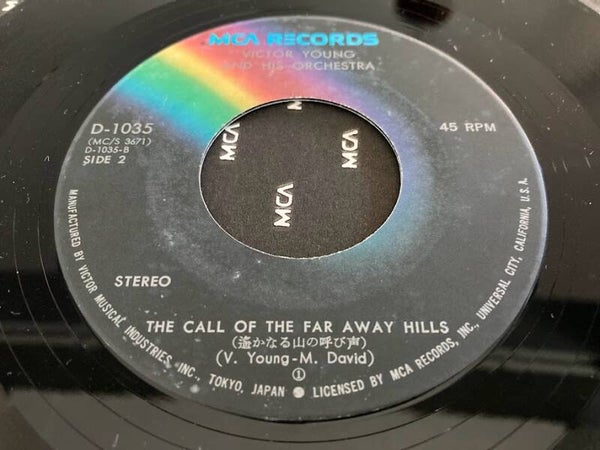 MCA RECORDS
VICTOR YOUNG
AND HIS ORCHESTRA
D-1035
(MC/S 3671)
D-1035-B
SIDE 2
45 RPM
MCA
MCA
MCA
MCA
STEREO
THE CALL OF THE FAR AWAY HILLS
(遙かなる山の呼び声)
(V. Young-M. David)
①
MANUFACTURED BY VICTOR MUSICAL INDUSTRIES, INC., TOKYO, JAPAN ● LICENSED BY MCA RECORDS, INC., UNIVERSAL CITY, CALIFORNIA, U.S.A.